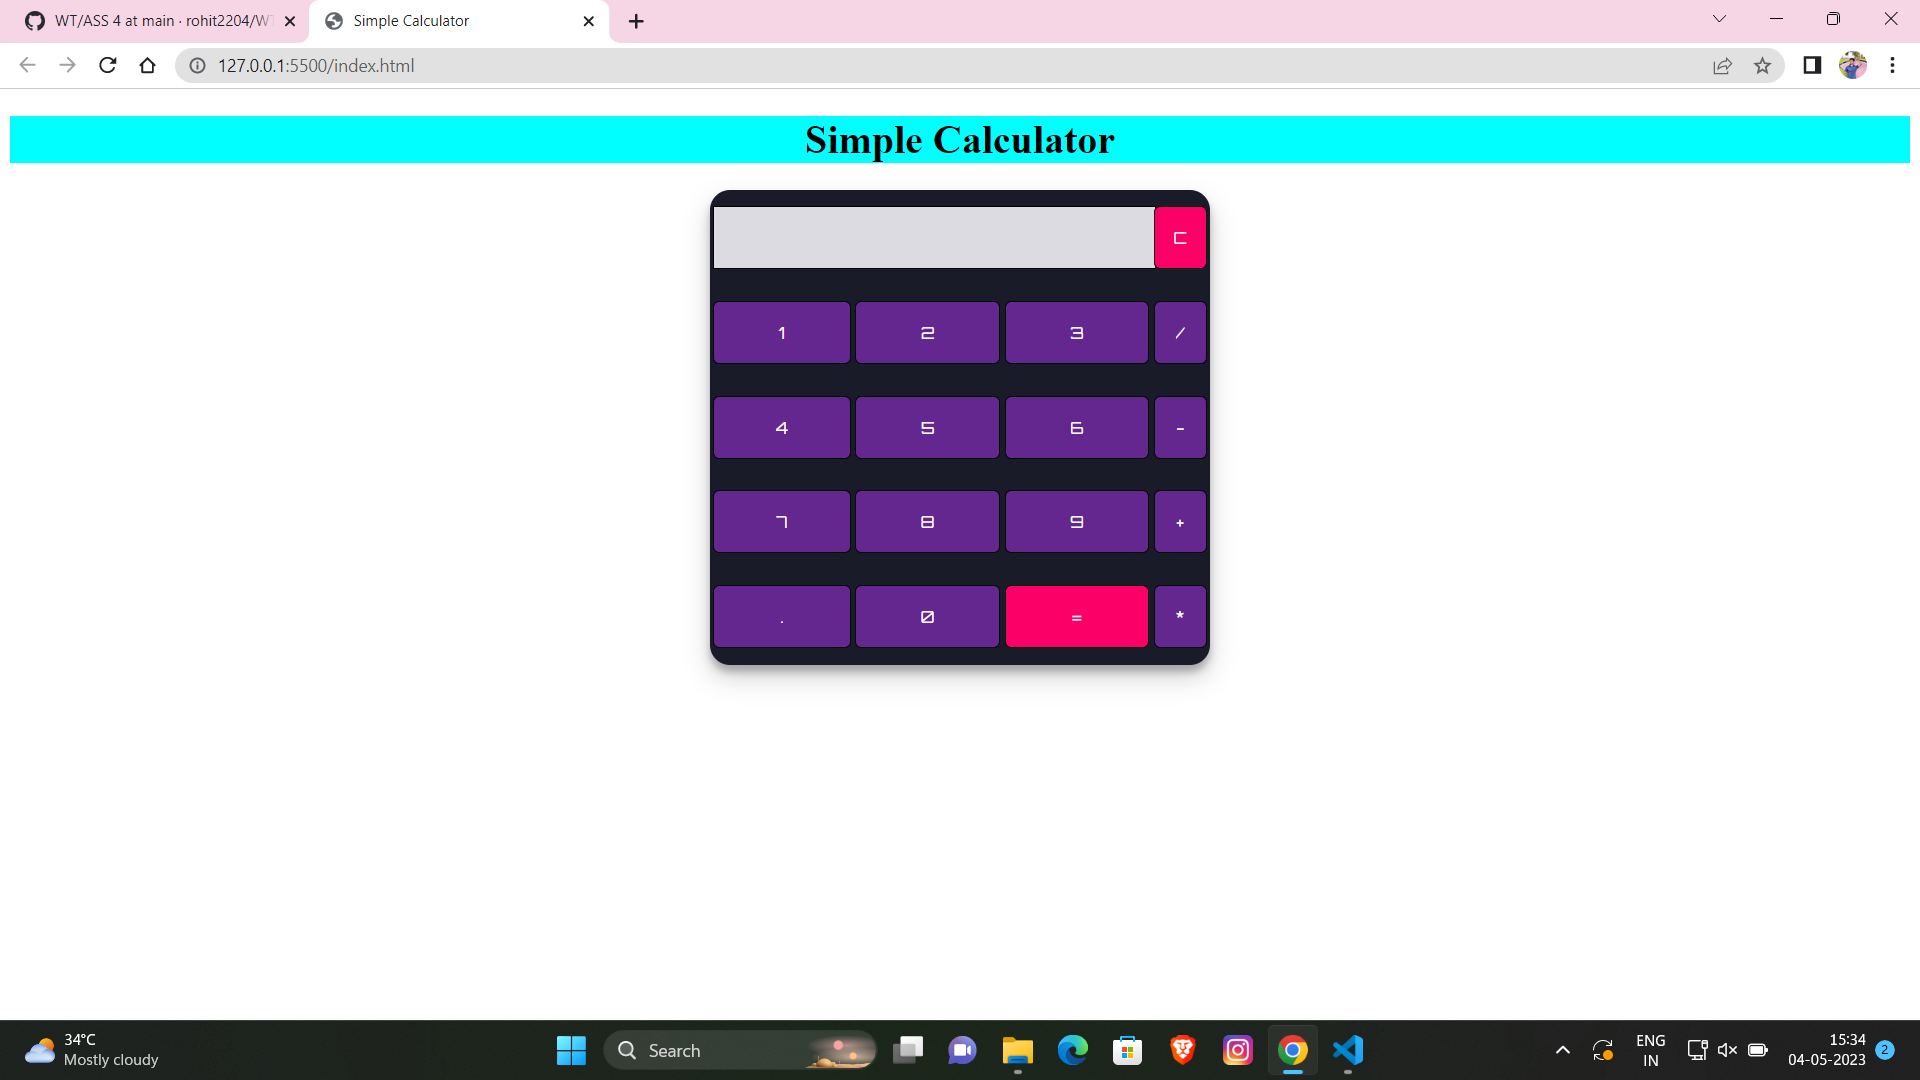 WT/ASS 4 at main · rohit2204/WT
Simple Calculator
127.0.0.1:5500/index.html
Simple Calculator
C
1 2 3 /
4 5 6 -
7 8 9 +
. 0 = *
34°C
Mostly cloudy
Search
ENG
IN
15:34
04-05-2023
2